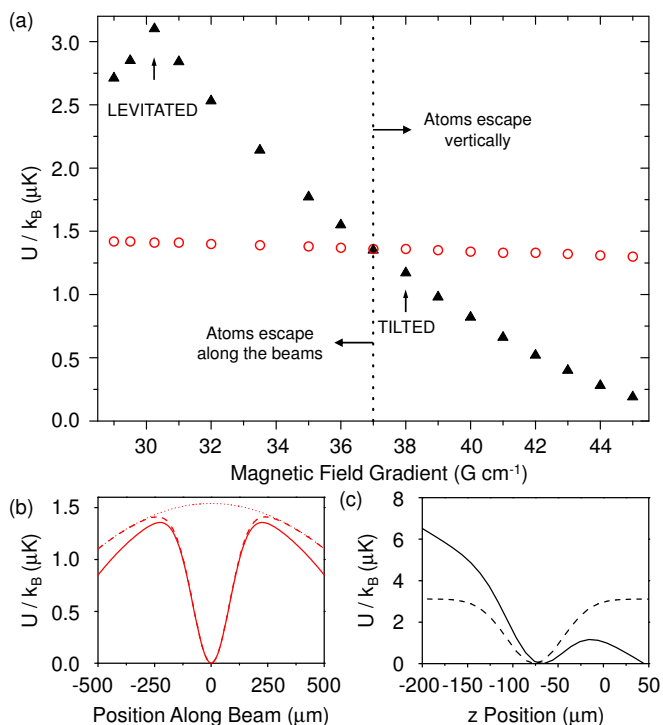 (a)
3.0
2.5
2.0
1.5
1.0
0.5
0.0
U / k_B (μK)
LEVITATED
Atoms escape
vertically
Atoms escape
along the beams
TILTED
30 32 34 36 38 40 42 44
Magnetic Field Gradient (G cm⁻¹)
(b)
1.5
1.0
0.5
0.0
U / k_B (μK)
-500 -250 0 250 500
Position Along Beam (μm)
(c)
8
6
4
2
0
U / k_B (μK)
-200 -150 -100 -50 0 50
z Position (μm)